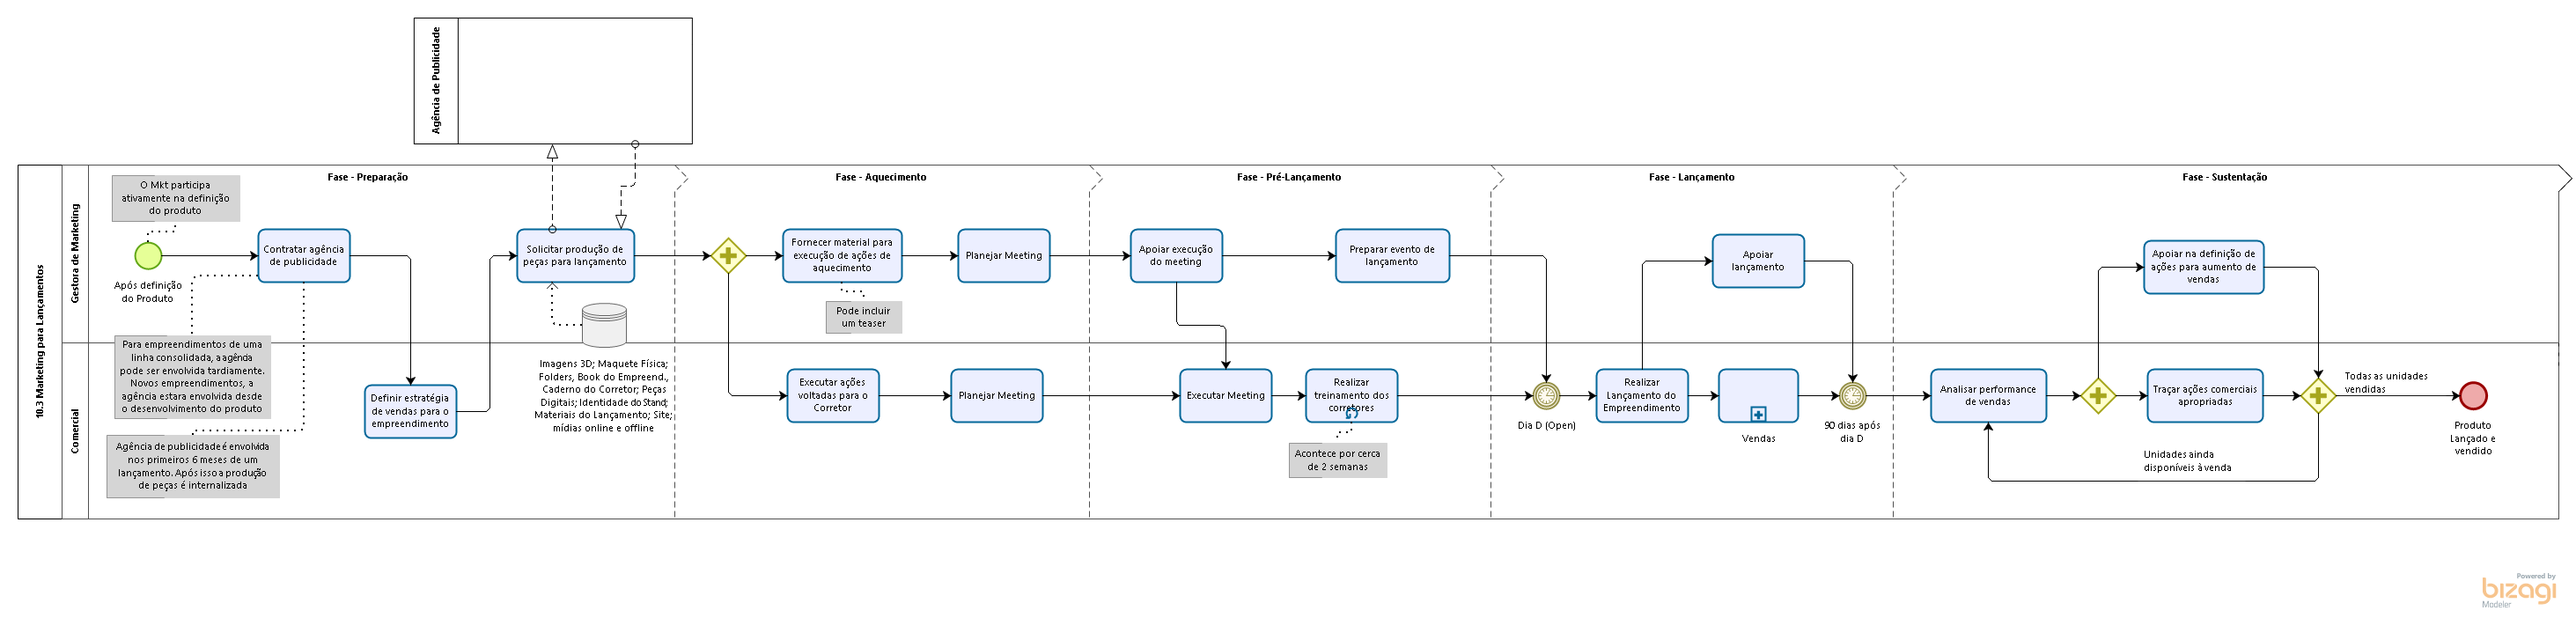 Agência de Publicidade
10.3 Marketing para Lançamentos
Gestora de Marketing
Comercial
Fase - Preparação
Fase - Aquecimento
Fase - Pré-Lançamento
Fase - Lançamento
Fase - Sustentação
O Mkt participa
ativamente na definição
do produto
Após definição
do Produto
Contratar agência
de publicidade
Para empreendimentos de uma
linha consolidada, a agência
pode ser envolvida tardiamente.
Novos empreendimentos, a
agência estara envolvida desde
o desenvolvimento do produto
Agência de publicidade é envolvida
nos primeiros 6 meses de um
lançamento. Após isso a produção
de peças é internalizada
Definir estratégia
de vendas para o
empreendimento
Solicitar produção de
peças para lançamento
Imagens 3D; Maquete Física;
Folders, Book do Empreend.,
Caderno do Corretor; Peças
Digitais; Identidade do Stand;
Materiais do Lançamento; Site;
mídias online e offline
Fornecer material para
execução de ações de
aquecimento
Pode incluir
um teaser
Planejar Meeting
Executar ações
voltadas para o
Corretor
Planejar Meeting
Apoiar execução
do meeting
Preparar evento de
lançamento
Executar Meeting
Realizar
treinamento dos
corretores
Acontece por cerca
de 2 semanas
Dia D (Open)
Realizar
Lançamento do
Empreendimento
Apoiar
lançamento
Vendas
90 dias após
dia D
Analisar performance
de vendas
Apoiar na definição de
ações para aumento de
vendas
Traçar ações comerciais
apropriadas
Unidades ainda
disponíveis à venda
Todas as unidades
vendidas
Produto
Lançado e
vendido
Powered by
bizagi
Modeler